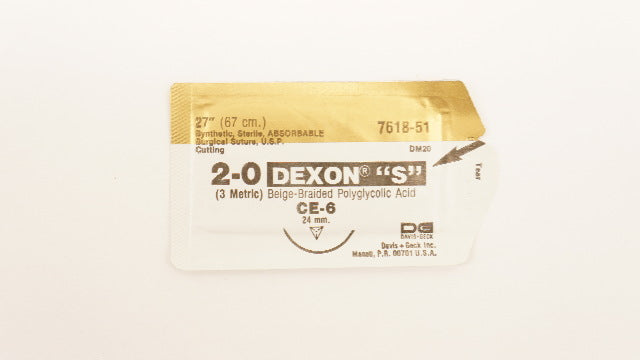 27" (67 cm.)
7618-51
Synthetic, Sterile, ABSORBABLE
Surgical Suture, U.S.P.
Cutting
DM20
2-0 DEXON® "S"
Tear
(3 Metric) Beige-Braided Polyglycolic Acid
CE-6
24 mm.
DG
DAVIS+GECK
Davis + Geck Inc.
Manati, P.R. 00701 U.S.A.